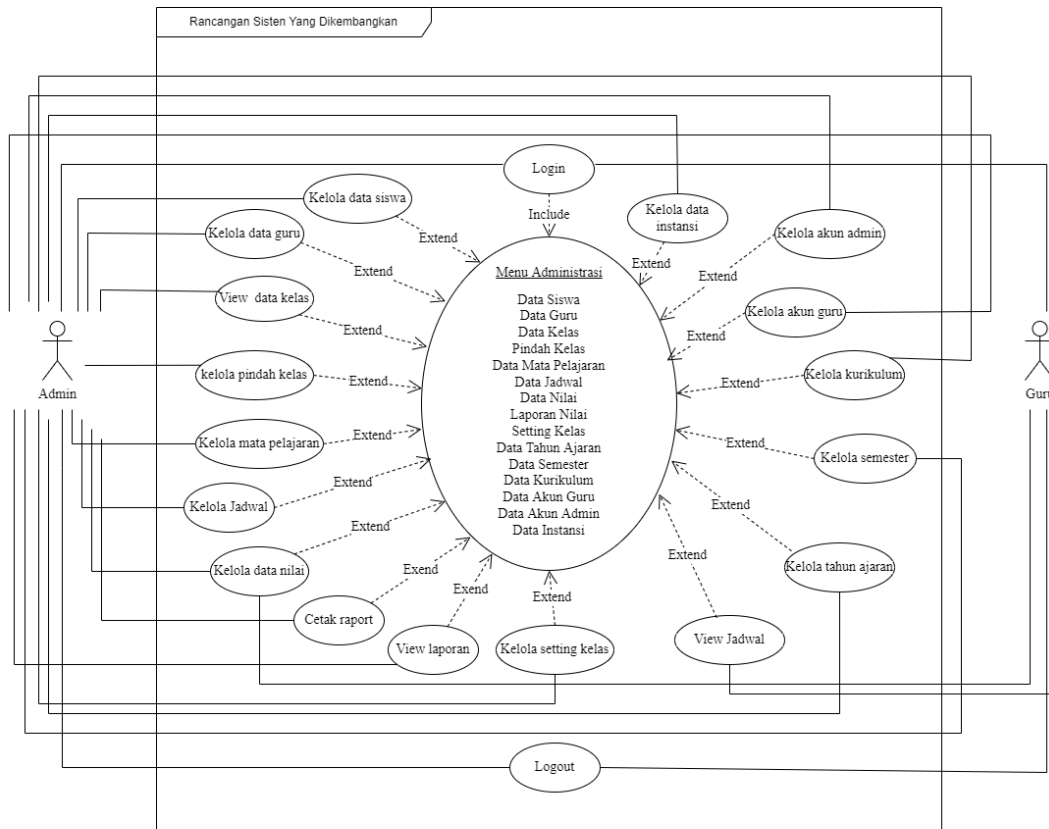 Rancangan Sisten Yang Dikembangkan
Login
Include
Kelola data siswa
Extend
Kelola data
instansi
Extend
Kelola data guru
Extend
Kelola akun admin
Extend
View data kelas
Extend
Kelola akun guru
Extend
kelola pindah kelas
Extend
Kelola kurikulum
Extend
Kelola mata pelajaran
Extend
Kelola semester
Extend
Kelola Jadwal
Extend
Kelola tahun ajaran
Extend
Kelola data nilai
Extend
Cetak raport
Exend
View laporan
Exend
Kelola setting kelas
Extend
View Jadwal
Extend
Menu Administrasi
Data Siswa
Data Guru
Data Kelas
Pindah Kelas
Data Mata Pelajaran
Data Jadwal
Data Nilai
Laporan Nilai
Setting Kelas
Data Tahun Ajaran
Data Semester
Data Kurikulum
Data Akun Guru
Data Akun Admin
Data Instansi
Admin
Guru
Logout